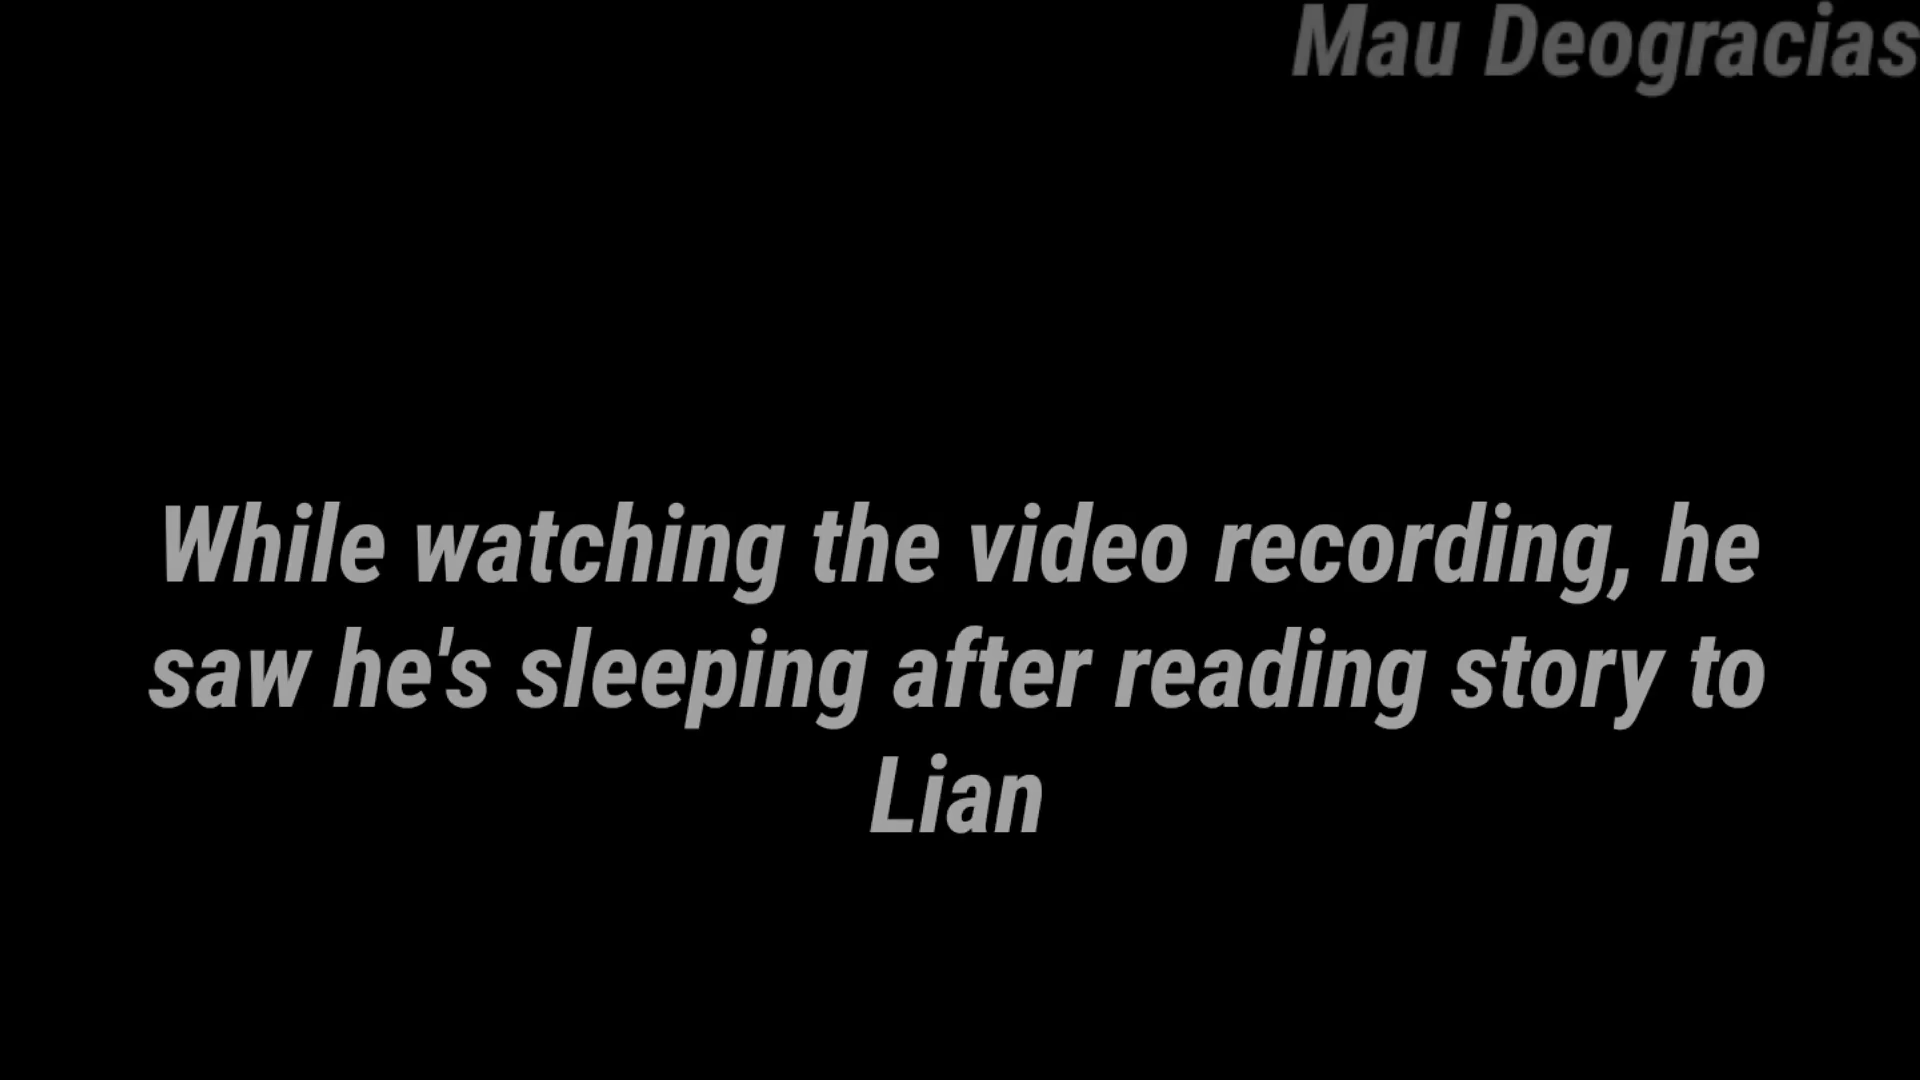 Mau Deogracias
While watching the video recording, he
saw he's sleeping after reading story to
Lian